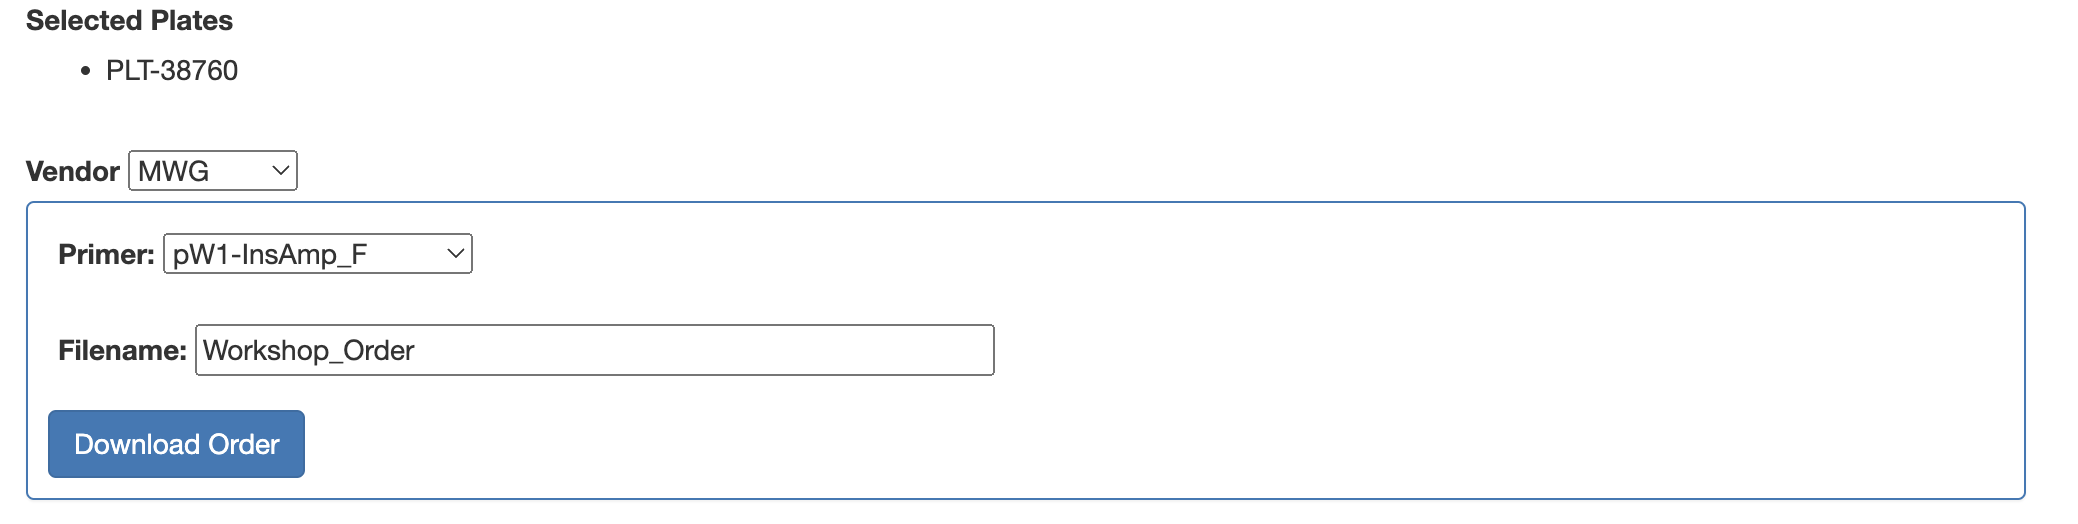 Selected Plates
• PLT-38760
Vendor MWG
Primer: pW1-InsAmp_F
Filename: Workshop_Order
Download Order